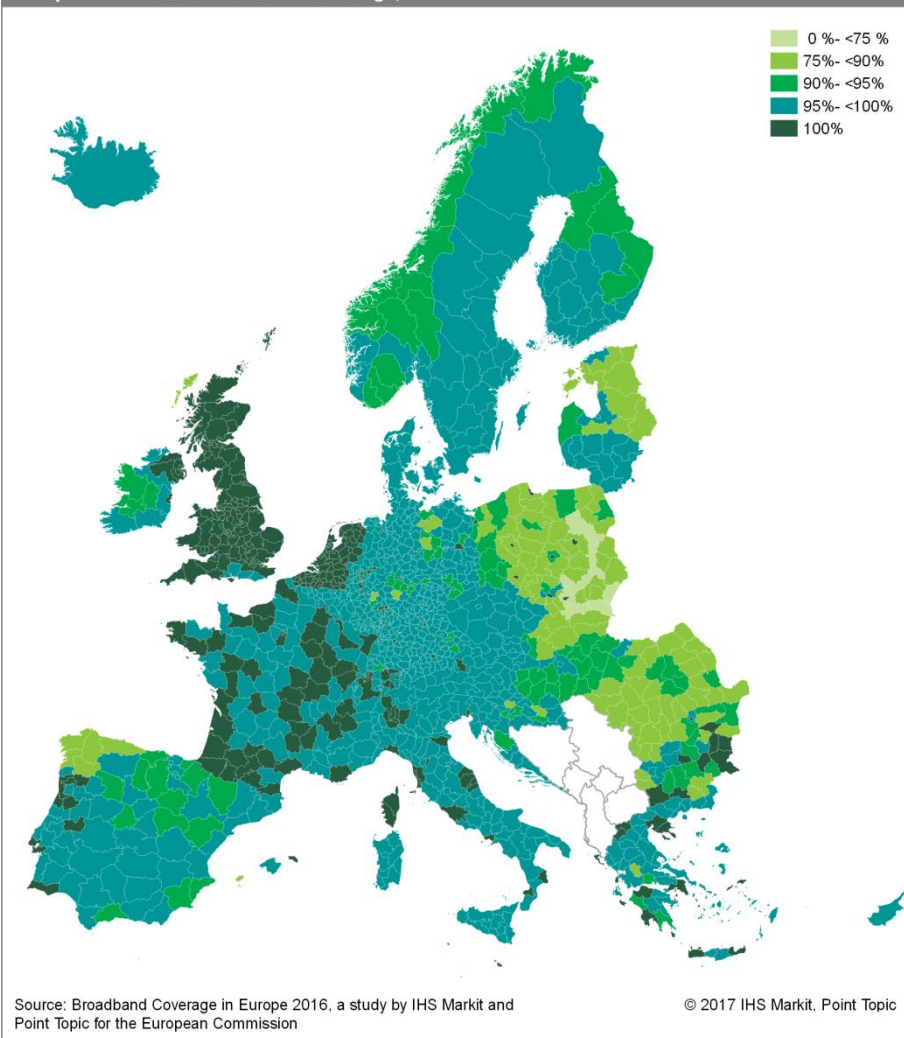 0 %- <75 %
75%- <90%
90%- <95%
95%- <100%
100%
Source: Broadband Coverage in Europe 2016, a study by IHS Markit and
Point Topic for the European Commission
© 2017 IHS Markit, Point Topic